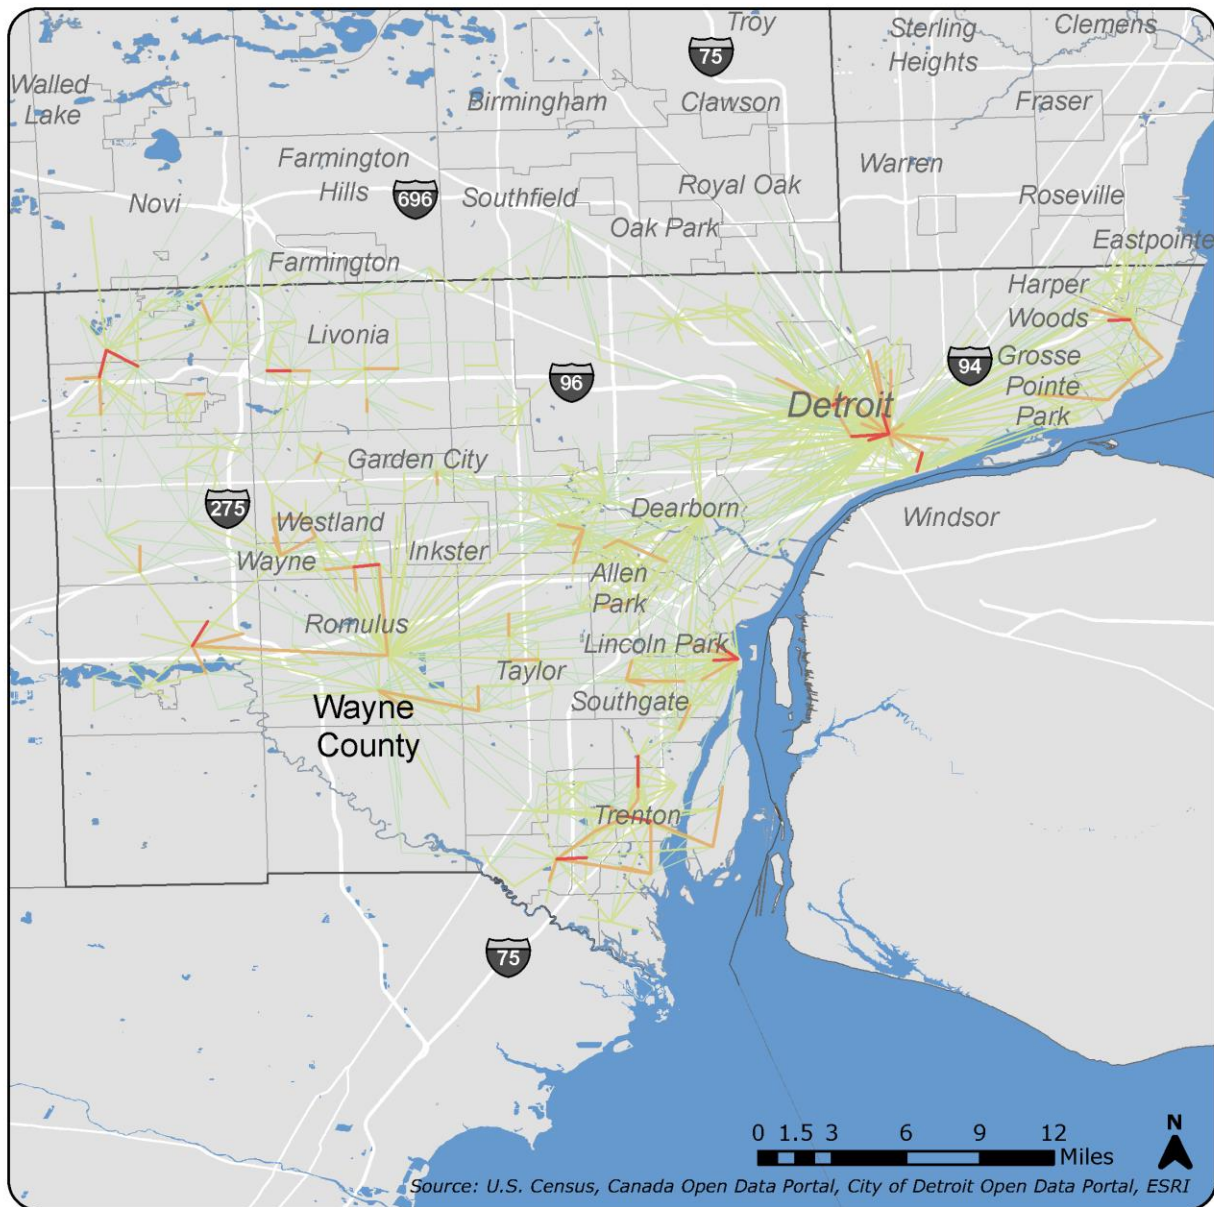 Troy
Sterling
Heights
Clemens
75
Walled
Lake
Birmingham
Clawson
Fraser
Farmington
Hills
Royal Oak
Warren
Novi
696
Southfield
Roseville
Oak Park
Eastpointe
Farmington
Harper
Woods
Livonia
96
94
Grosse
Pointe
Park
Detroit
Garden City
275
Westland
Dearborn
Windsor
Wayne
Inkster
Allen
Park
Romulus
Lincoln Park
Taylor
Southgate
Wayne
County
Trenton
75
N
0 1.5 3 6 9 12
Miles
Source: U.S. Census, Canada Open Data Portal, City of Detroit Open Data Portal, ESRI